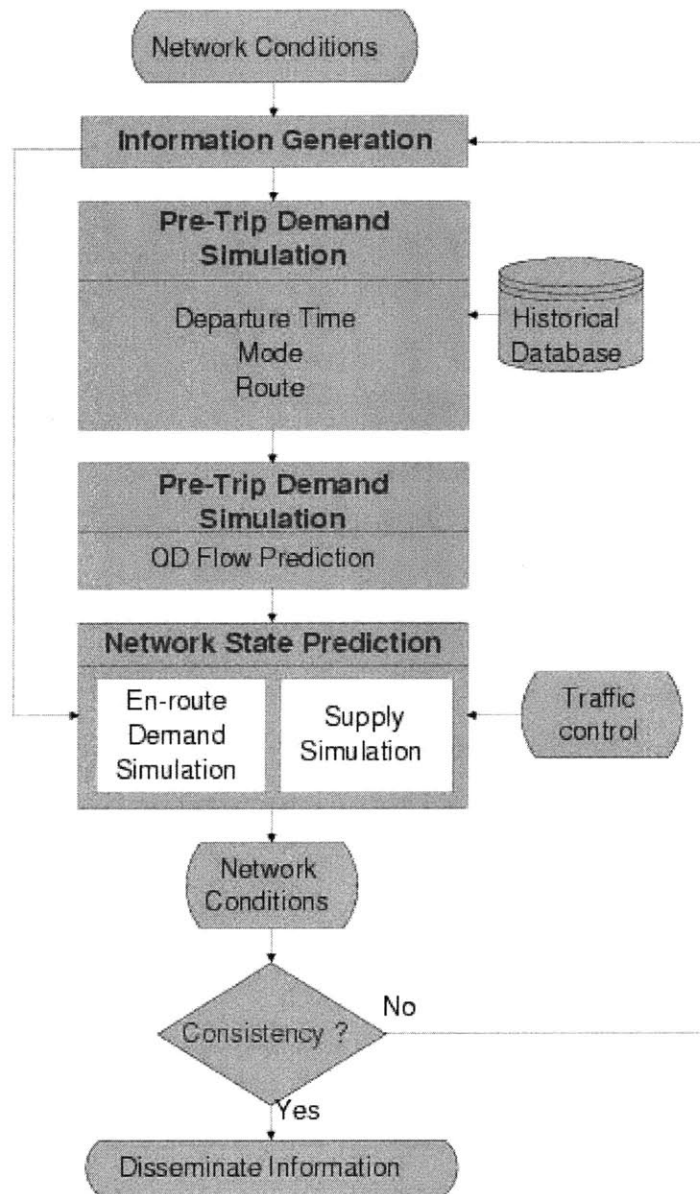 Network Conditions
Information Generation
Pre-Trip Demand
Simulation
Departure Time
Mode
Route
Historical
Database
Pre-Trip Demand
Simulation
OD Flow Prediction
Network State Prediction
En-route
Demand
Simulation
Supply
Simulation
Traffic
control
Network
Conditions
Consistency ?
No
Yes
Disseminate Information